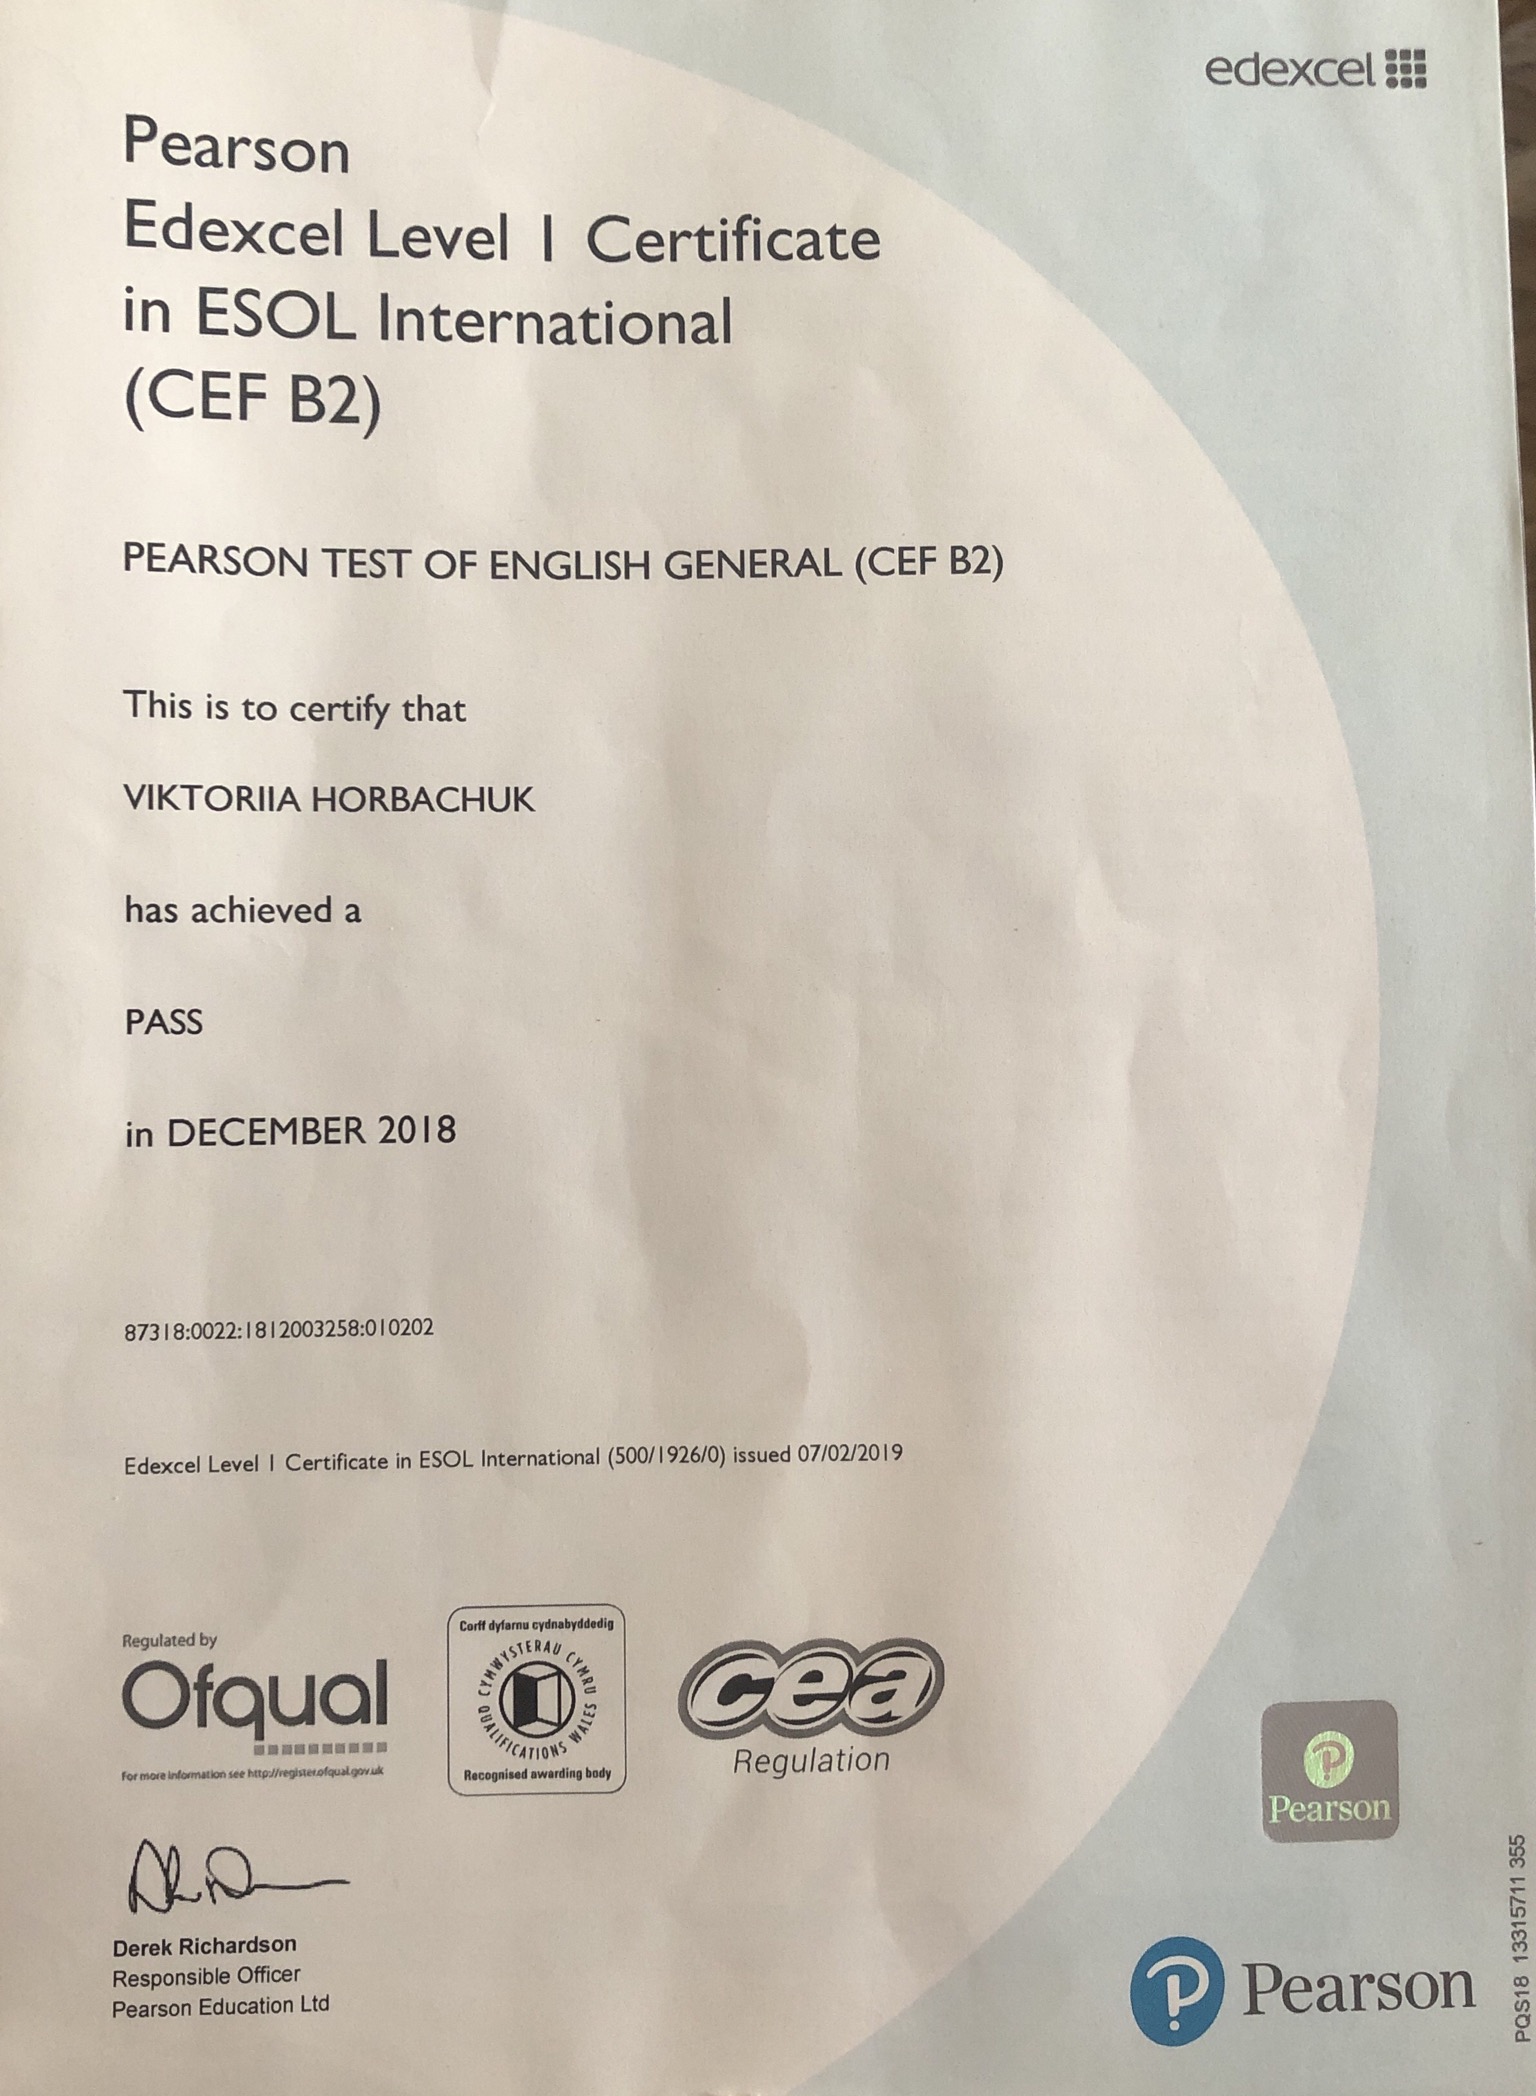 edexcel
Pearson
Edexcel Level 1 Certificate
in ESOL International
(CEF B2)
PEARSON TEST OF ENGLISH GENERAL (CEF B2)
This is to certify that
VIKTORIIA HORBACHUK
has achieved a
PASS
in DECEMBER 2018
87318:0022:1812003258:010202
Edexcel Level 1 Certificate in ESOL International (500/1926/0) issued 07/02/2019
Regulated by
Ofqual
For more information see http://register.ofqual.gov.uk
Corff dyfarnu cydnabyddedig
CYMWYSTERAU CYMRU
QUALIFICATIONS WALES
Recognised awarding body
cea
Regulation
Pearson
Derek Richardson
Responsible Officer
Pearson Education Ltd
Pearson
PQS18 13315711 355